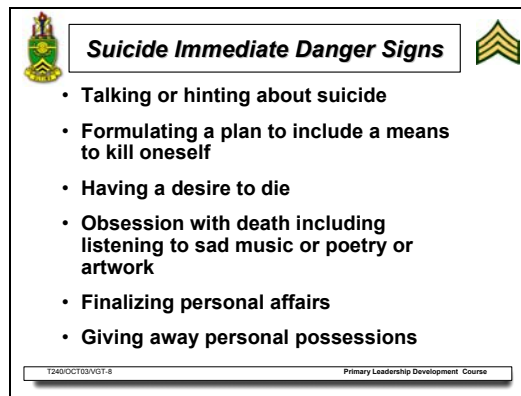 Suicide Immediate Danger Signs
• Talking or hinting about suicide
• Formulating a plan to include a means
to kill oneself
• Having a desire to die
• Obsession with death including
listening to sad music or poetry or
artwork
• Finalizing personal affairs
• Giving away personal possessions
T240/OCT03/VGT-8 Primary Leadership Development Course